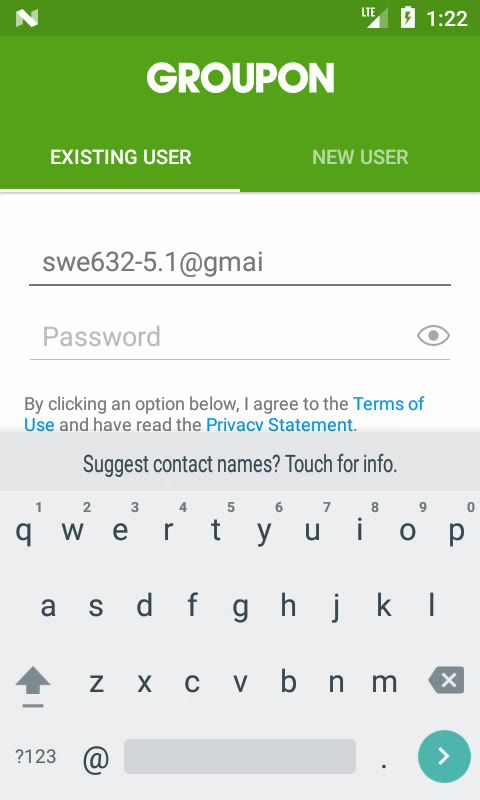 LTE 1:22
GROUPON
EXISTING USER NEW USER
swe632-5.1@gmai
Password
By clicking an option below, I agree to the Terms of
Use and have read the Privacy Statement.
Suggest contact names? Touch for info.
1 2 3 4 5 6 7 8 9 0
q w e r t y u i o p
a s d f g h j k l
z x c v b n m
?123 @ .